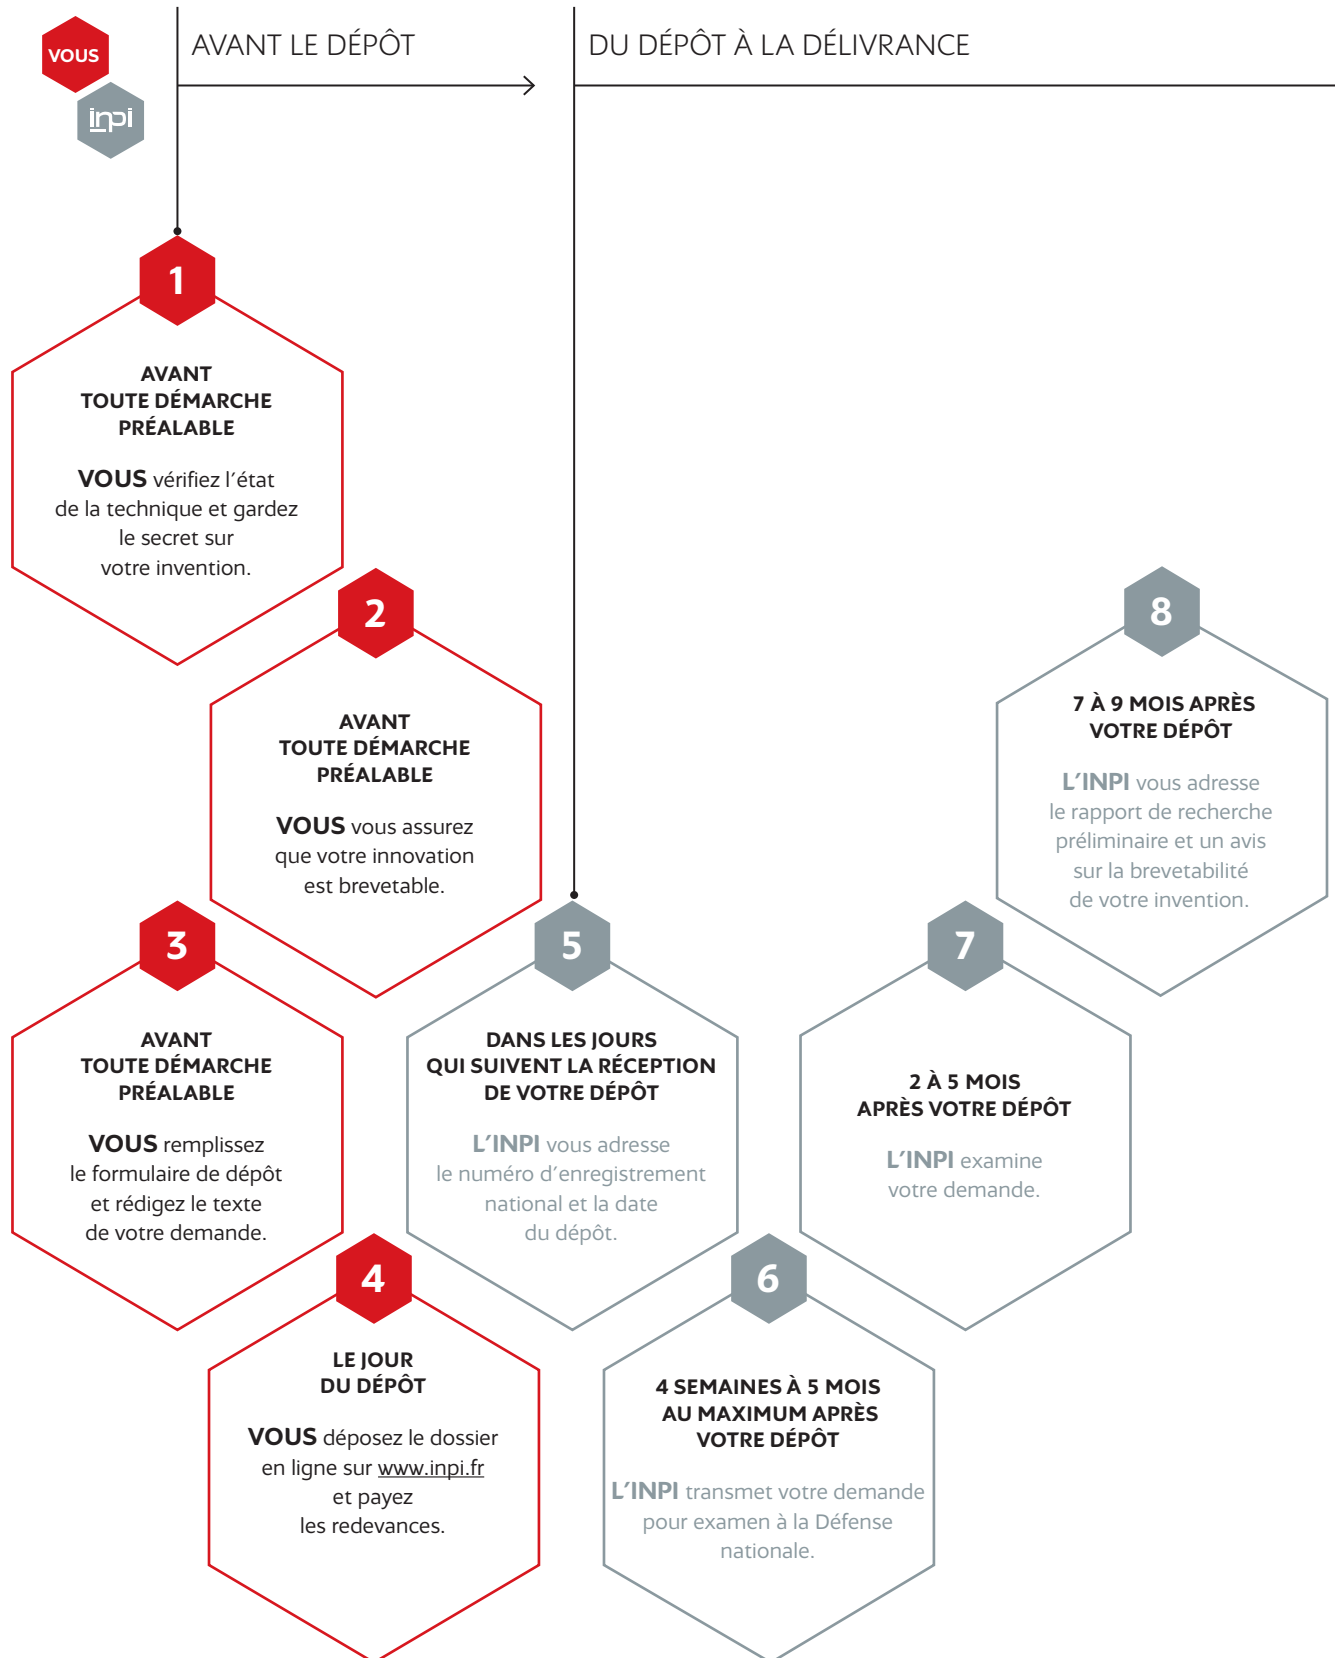 VOUS
inpi
AVANT LE DÉPÔT
DU DÉPÔT À LA DÉLIVRANCE
1
AVANT
TOUTE DÉMARCHE
PRÉALABLE
VOUS vérifiez l’état
de la technique et gardez
le secret sur
votre invention.
2
AVANT
TOUTE DÉMARCHE
PRÉALABLE
VOUS vous assurez
que votre innovation
est brevetable.
3
AVANT
TOUTE DÉMARCHE
PRÉALABLE
VOUS remplissez
le formulaire de dépôt
et rédigez le texte
de votre demande.
4
LE JOUR
DU DÉPÔT
VOUS déposez le dossier
en ligne sur www.inpi.fr
et payez
les redevances.
5
DANS LES JOURS
QUI SUIVENT LA RÉCEPTION
DE VOTRE DÉPÔT
L’INPI vous adresse
le numéro d’enregistrement
national et la date
du dépôt.
6
4 SEMAINES À 5 MOIS
AU MAXIMUM APRÈS
VOTRE DÉPÔT
L’INPI transmet votre demande
pour examen à la Défense
nationale.
7
2 À 5 MOIS
APRÈS VOTRE DÉPÔT
L’INPI examine
votre demande.
8
7 À 9 MOIS APRÈS
VOTRE DÉPÔT
L’INPI vous adresse
le rapport de recherche
préliminaire et un avis
sur la brevetabilité
de votre invention.